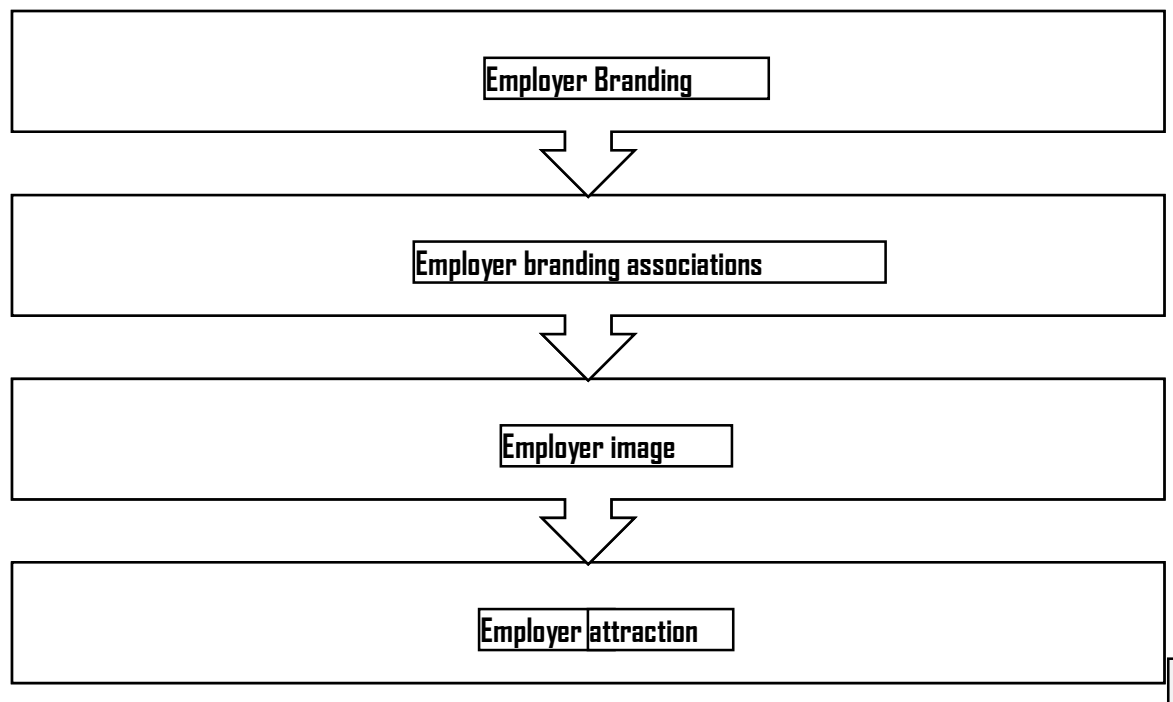 Employer Branding
Employer branding associations
Employer image
Employer attraction